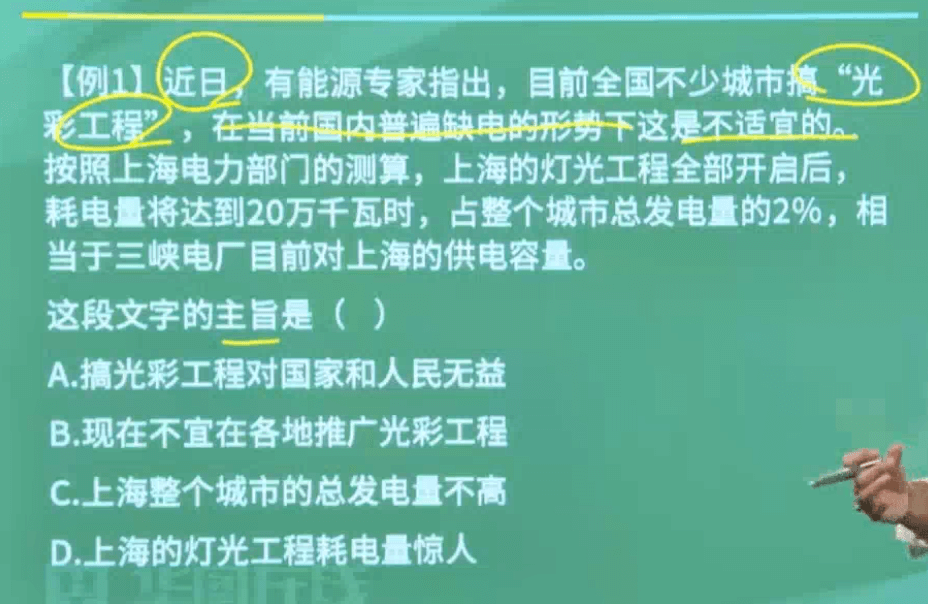 【例1】近日，有能源专家指出，目前全国不少城市搞“光
彩工程”，在当前国内普遍缺电的形势下这是不适宜的。
按照上海电力部门的测算，上海的灯光工程全部开启后，
耗电量将达到20万千瓦时，占整个城市总发电量的2%，相
当于三峡电厂目前对上海的供电容量。
这段文字的主旨是（ ）
A.搞光彩工程对国家和人民无益
B.现在不宜在各地推广光彩工程
C.上海整个城市的总发电量不高
D.上海的灯光工程耗电量惊人